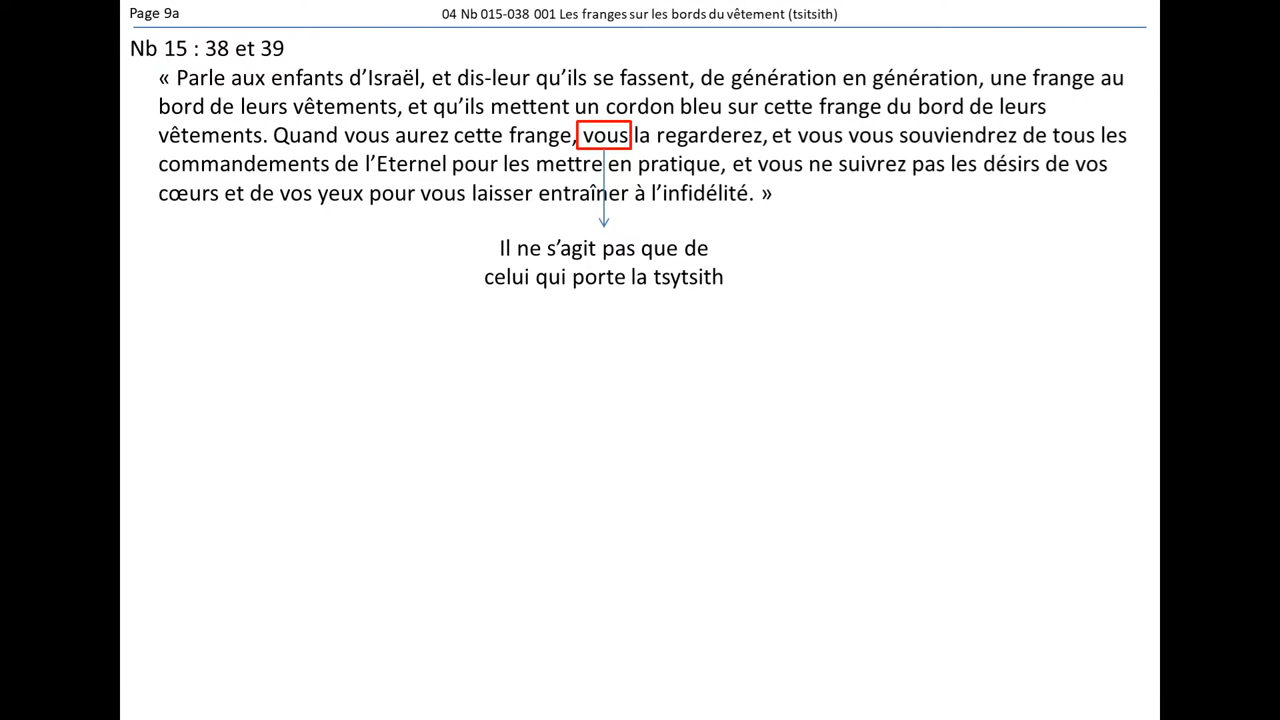 Page 9a
04 Nb 015-038 001 Les franges sur les bords du vêtement (tsitsith)
Nb 15 : 38 et 39
« Parle aux enfants d’Israël, et dis-leur qu’ils se fassent, de génération en génération, une frange au
bord de leurs vêtements, et qu’ils mettent un cordon bleu sur cette frange du bord de leurs
vêtements. Quand vous aurez cette frange, vous la regarderez, et vous vous souviendrez de tous les
commandements de l’Eternel pour les mettre en pratique, et vous ne suivrez pas les désirs de vos
cœurs et de vos yeux pour vous laisser entraîner à l’infidélité. »
Il ne s’agit pas que de
celui qui porte la tsytsith